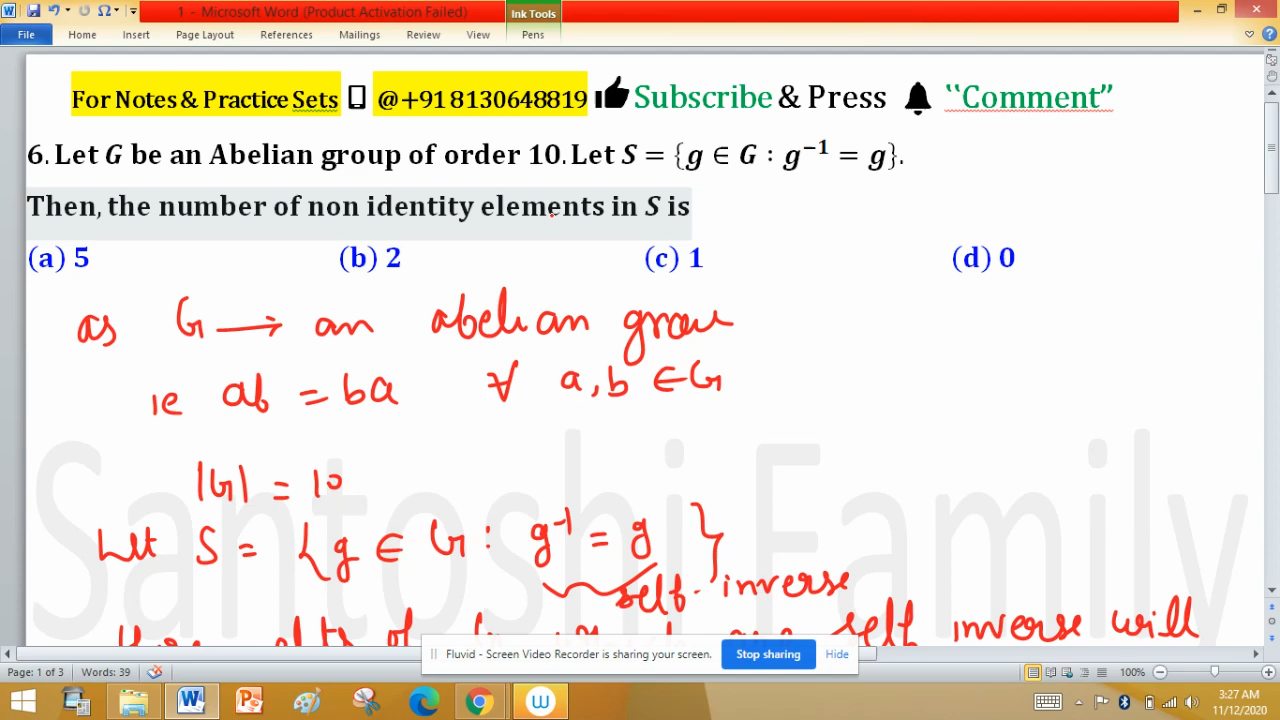 1 - Microsoft Word (Product Activation Failed)
Ink Tools
File Home Insert Page Layout References Mailings Review View Pens
For Notes & Practice Sets @+918130648819 Subscribe & Press ‟Comment”
6. Let G be an Abelian group of order 10. Let S = {g ∈ G : g⁻¹ = g}.
Then, the number of non identity elements in S is
(a) 5 (b) 2 (c) 1 (d) 0
as G → an abelian
ie ab = ba ∀ a, b ∈ G
|G| = 10
Let S = {g ∈ G : g⁻¹ = g }
self inverse
elts of self inverse will
Santoshi Family
Fluvid - Screen Video Recorder is sharing your screen. Stop sharing Hide
Page: 1 of 3 Words: 39 100%
3:27 AM
11/12/2020